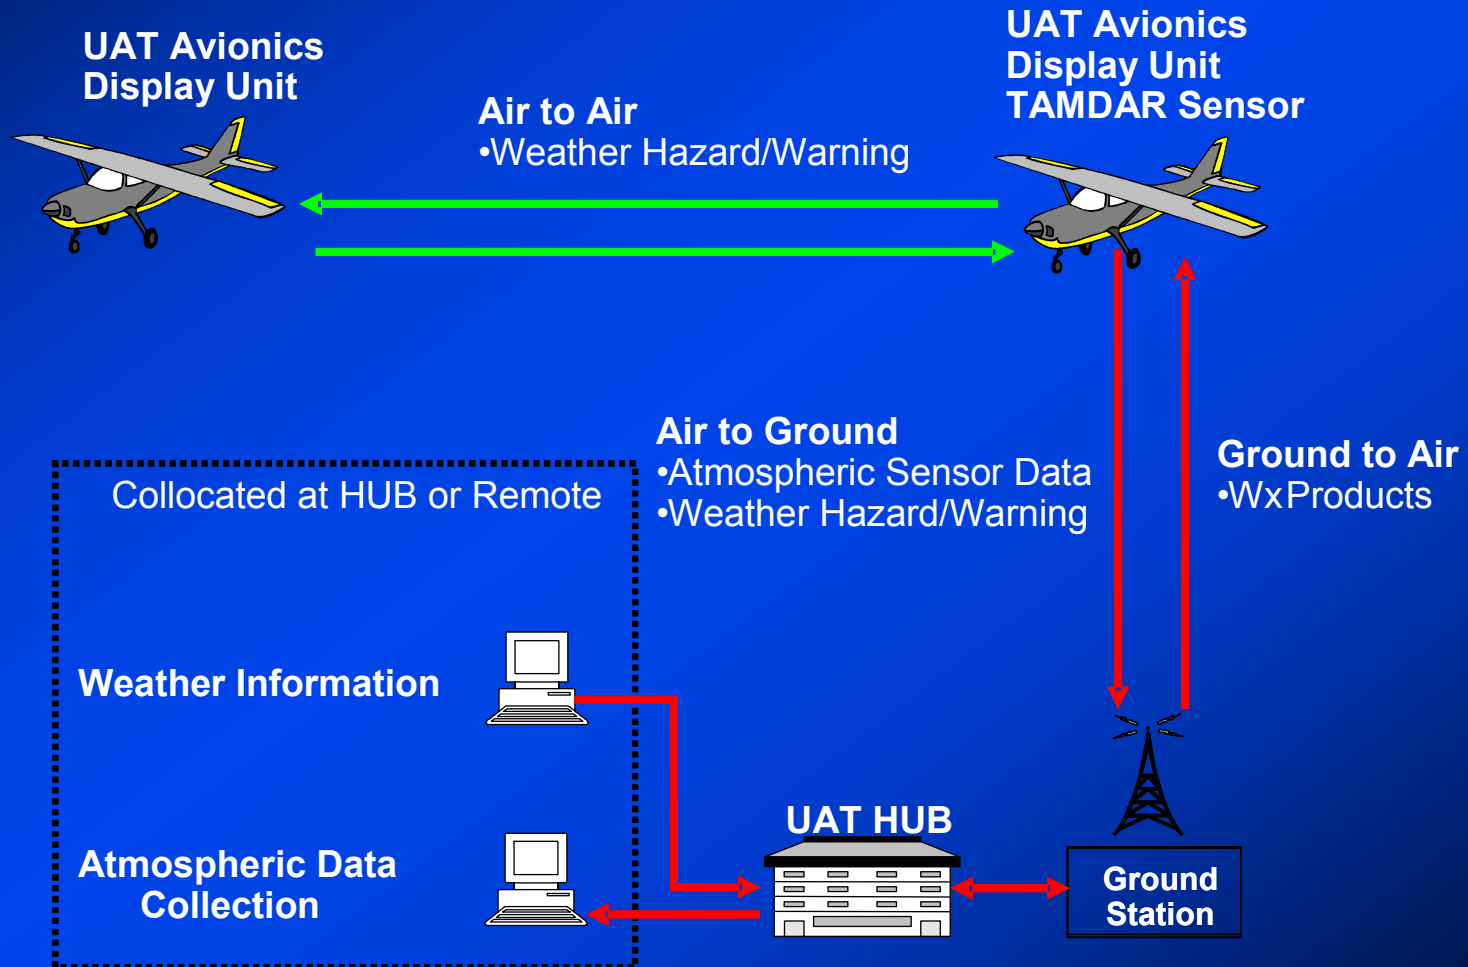 UAT Avionics
Display Unit
Air to Air
•Weather Hazard/Warning
UAT Avionics
Display Unit
TAMDAR Sensor
Air to Ground
•Atmospheric Sensor Data
•Weather Hazard/Warning
Ground to Air
•Wx Products
Collocated at HUB or Remote
Weather Information
Atmospheric Data
Collection
UAT HUB
Ground
Station